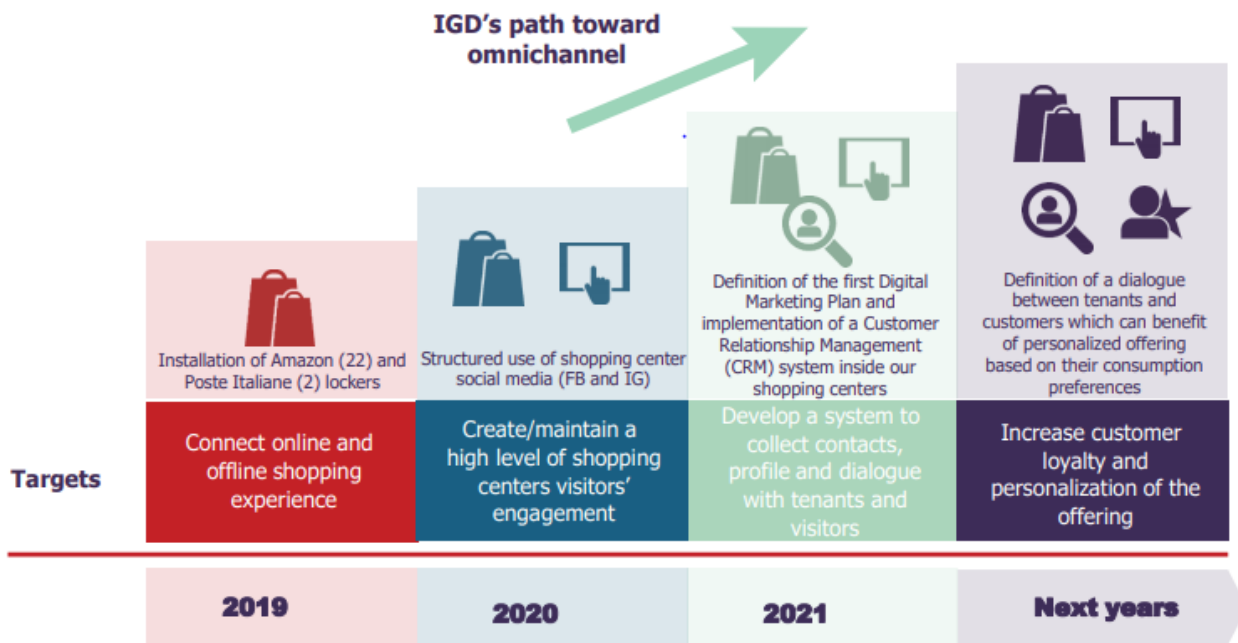 IGD's path toward
omnichannel
Installation of Amazon (22) and
Poste Italiane (2) lockers
Structured use of shopping center
social media (FB and IG)
Definition of the first Digital
Marketing Plan and
implementation of a Customer
Relationship Management
(CRM) system inside our
shopping centers
Definition of a dialogue
between tenants and
customers which can benefit
of personalized offering
based on their consumption
preferences
Targets
Connect online and
offline shopping
experience
Create/maintain a
high level of shopping
centers visitors'
engagement
Develop a system to
collect contacts,
profile and dialogue
with tenants and
visitors
Increase customer
loyalty and
personalization of the
offering
2019
2020
2021
Next years